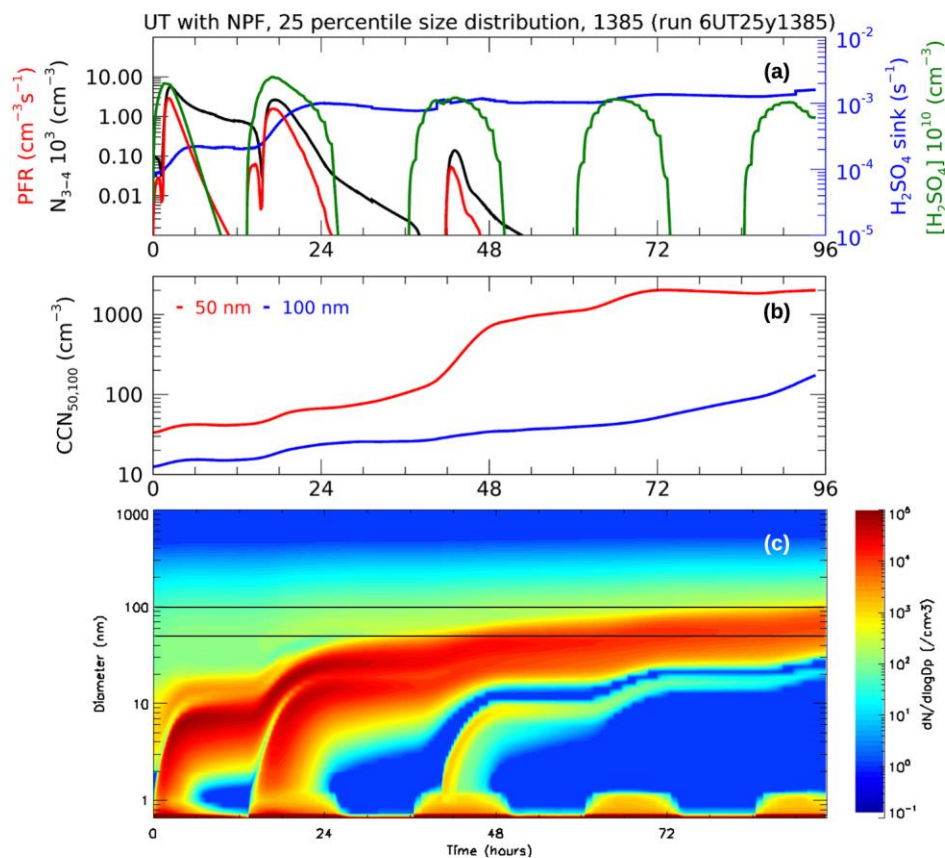 UT with NPF, 25 percentile size distribution, 1385 (run 6UT25y1385)
(a)
PFR (cm⁻³s⁻¹)
N₃₋₄ 10³ (cm⁻³)
10.00
1.00
0.10
0.01
10⁻²
10⁻³
10⁻⁴
10⁻⁵
H₂SO₄ sink (s⁻¹)
[H₂SO₄] 10¹⁰ (cm⁻³)
0 24 48 72 96
(b)
50 nm 100 nm
CCN₅₀,₁₀₀ (cm⁻³)
1000
100
10
0 24 48 72 96
(c)
Diameter (nm)
1000
100
10
1
0 24 48 72
Time (hours)
10⁵
10⁴
10³
10²
10¹
10⁰
10⁻¹
dN/dlogDp (/cm3)